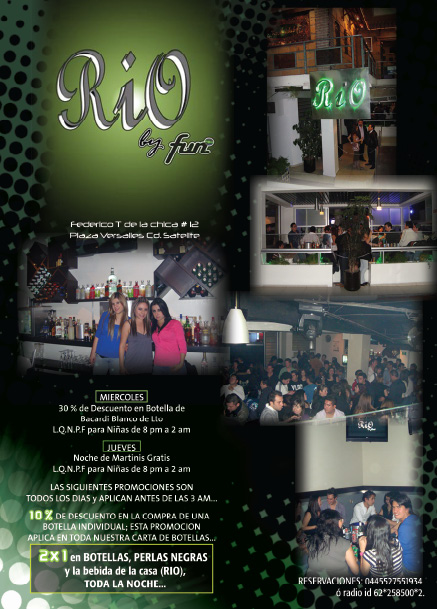 RiO
by fun
Federico T de la chica # 12
Plaza Versalles Cd. Satelite
RiO
RiO
MIERCOLES
30 % de Descuento en Botella de
Bacardi Blanco de Lto
L.Q.N.P.F para Niñas de 8 pm a 2 am
JUEVES
Noche de Martinis Gratis
L.Q.N.P.F para Niñas de 8 pm a 2 am
LAS SIGUIENTES PROMOCIONES SON
TODOS LOS DIAS y APLICAN ANTES DE LAS 3 AM...
10 % DE DESCUENTO EN LA COMPRA DE UNA
BOTELLA INDIVIDUAL; ESTA PROMOCION
APLICA EN TODA NUESTRA CARTA DE BOTELLAS...
2 x 1 en BOTELLAS, PERLAS NEGRAS
y la bebida de la casa (RIO),
TODA LA NOCHE...
RESERVACIONES: 0445527551934
ó radio id 62*258500*2.